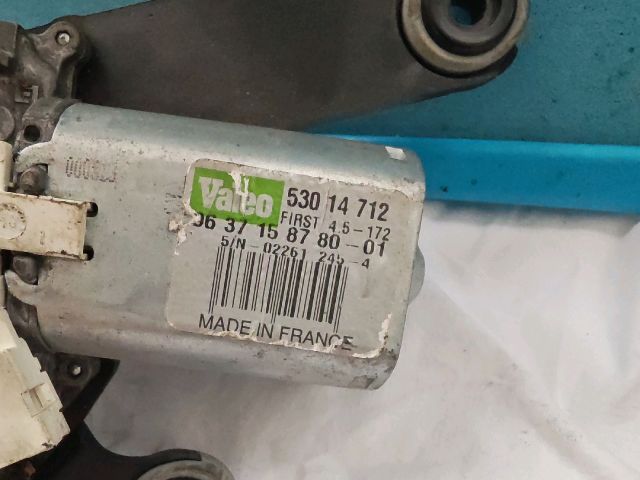 Valeo 530 14 712
FIRST 4.5-172
96 37 15 87 80-01
S/N-02261 245-4
MADE IN FRANCE